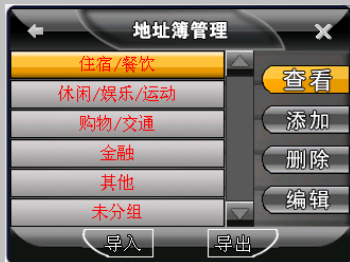 地址簿管理
住宿/餐饮
休闲/娱乐/运动
购物/交通
金融
其他
未分组
查看
添加
删除
编辑
导入
导出